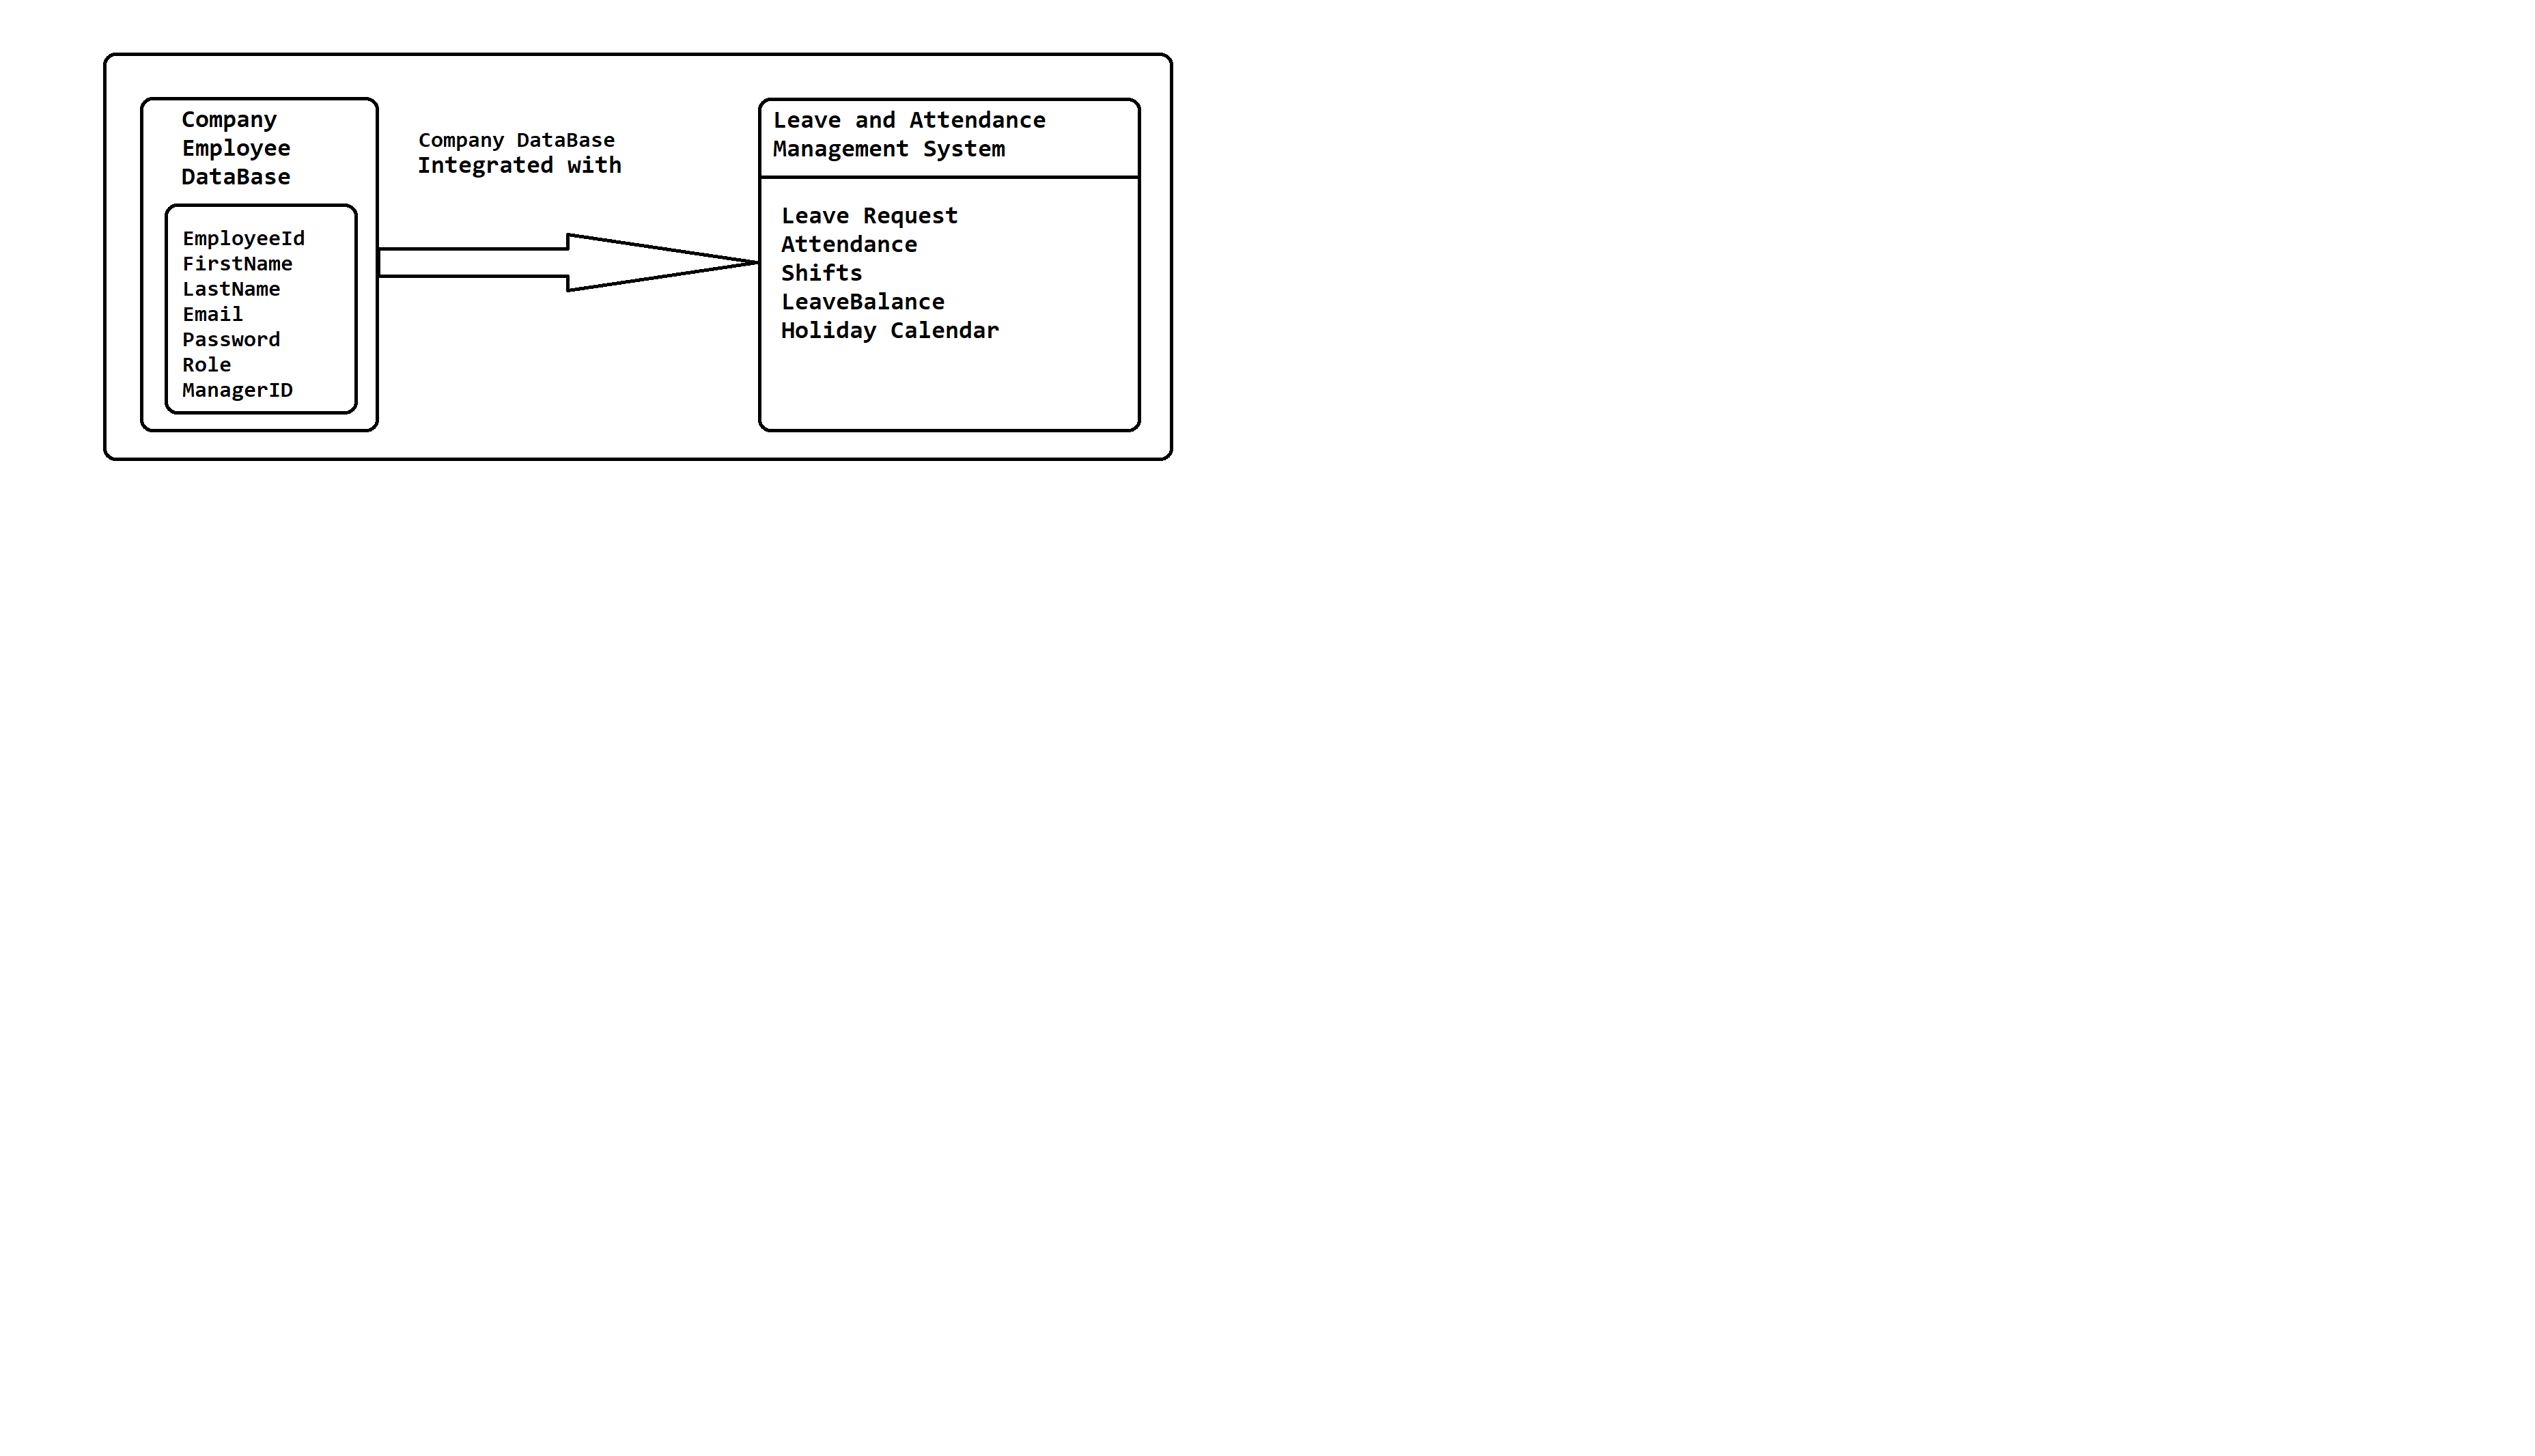 Company
Employee
DataBase
EmployeeId
FirstName
LastName
Email
Password
Role
ManagerID
Company DataBase
Integrated with
Leave and Attendance
Management System
Leave Request
Attendance
Shifts
LeaveBalance
Holiday Calendar